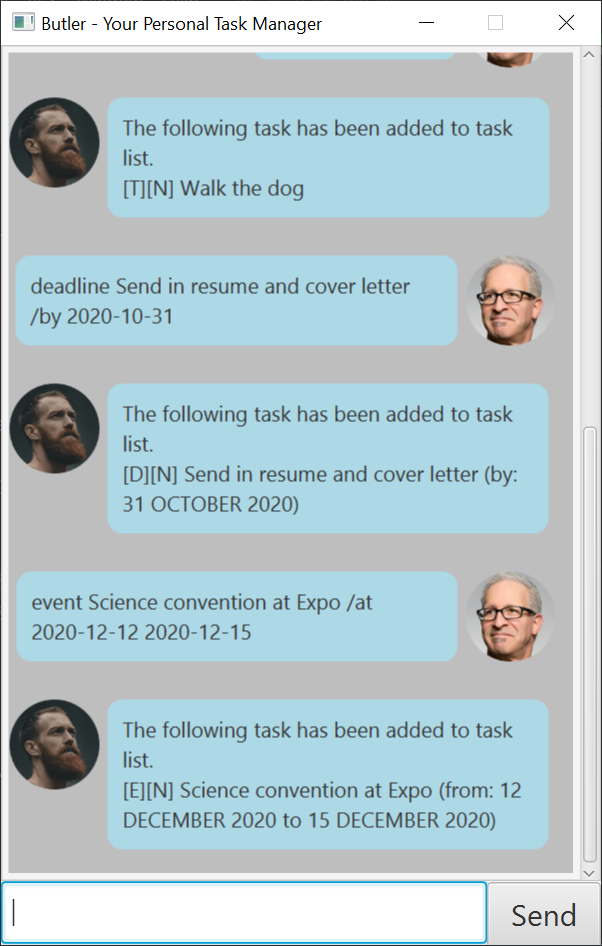 Butler - Your Personal Task Manager
The following task has been added to task
list.
[T][N] Walk the dog
deadline Send in resume and cover letter
/by 2020-10-31
The following task has been added to task
list.
[D][N] Send in resume and cover letter (by:
31 OCTOBER 2020)
event Science convention at Expo /at
2020-12-12 2020-12-15
The following task has been added to task
list.
[E][N] Science convention at Expo (from: 12
DECEMBER 2020 to 15 DECEMBER 2020)
Send